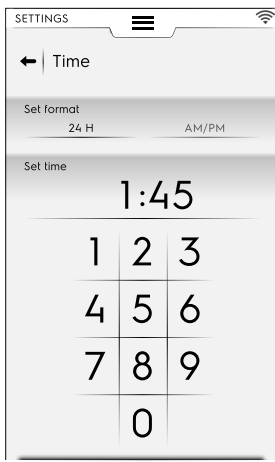 SETTINGS
Time
Set format
24 H AM/PM
Set time
1:45
1 2 3
4 5 6
7 8 9
0